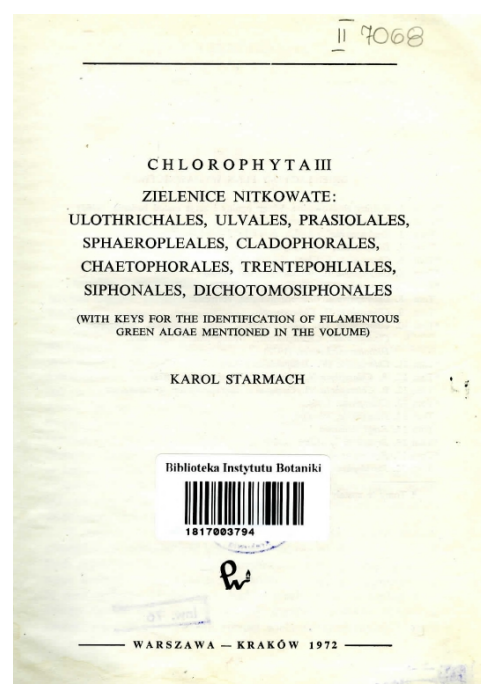 II 7068
CHLOROPHYTA III
ZIELENICE NITKOWATE:
ULOTHRICHALES, ULVALES, PRASIOLALES,
SPHAEROPLEALES, CLADOPHORALES,
CHAETOPHORALES, TRENTEPOHLIALES,
SIPHONALES, DICHOTOMOSIPHONALES
(WITH KEYS FOR THE IDENTIFICATION OF FILAMENTOUS
GREEN ALGAE MENTIONED IN THE VOLUME)
KAROL STARMACH
Biblioteka Instytutu Botaniki
1817003794
WARSZAWA — KRAKÓW 1972